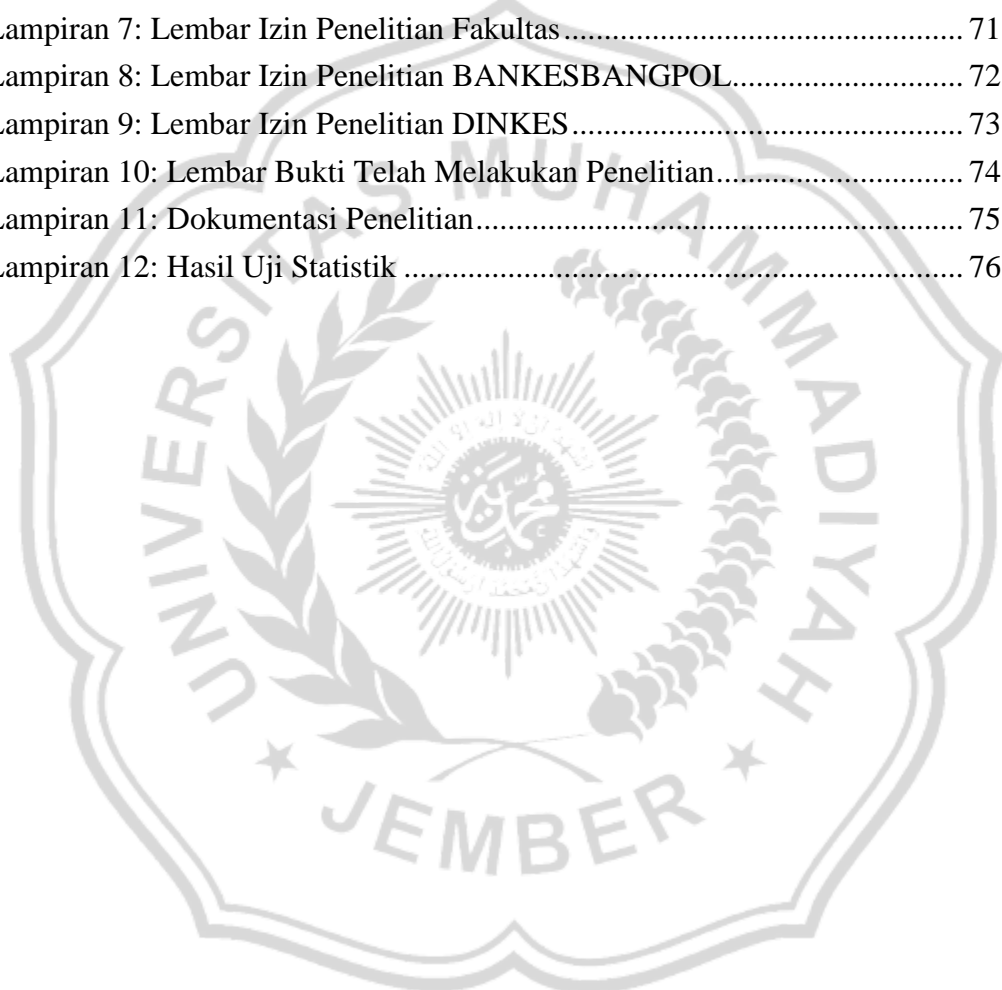 Lampiran 7: Lembar Izin Penelitian Fakultas ........................................................... 71
Lampiran 8: Lembar Izin Penelitian BANKESBANGPOL .................................. 72
Lampiran 9: Lembar Izin Penelitian DINKES .......................................................... 73
Lampiran 10: Lembar Bukti Telah Melakukan Penelitian ..................................... 74
Lampiran 11: Dokumentasi Penelitian ........................................................................ 75
Lampiran 12: Hasil Uji Statistik ................................................................................... 76
UNIVERSITAS MUHAMMADIYAH
JEMBER